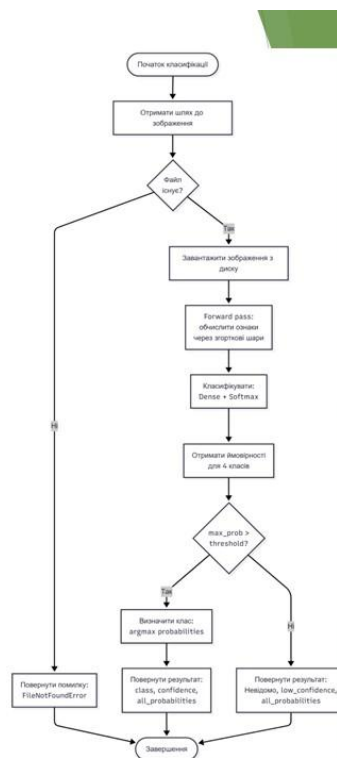 Початок класифікації
Отримати шлях до
зображення
Файл
існує?
Так
Завантажити зображення з
диску
Forward pass:
обчислити ознаки
через згорткові шари
Класифікувати:
Dense + Softmax
Ні
Отримати ймовірності
для 4 класів
max_prob >
threshold?
Так
Ні
Визначити клас:
argmax probabilities
Повернути помилку:
FileNotFoundError
Повернути результат:
class, confidence,
all_probabilities
Повернути результат:
Невідомо, low_confidence,
all_probabilities
Завершення